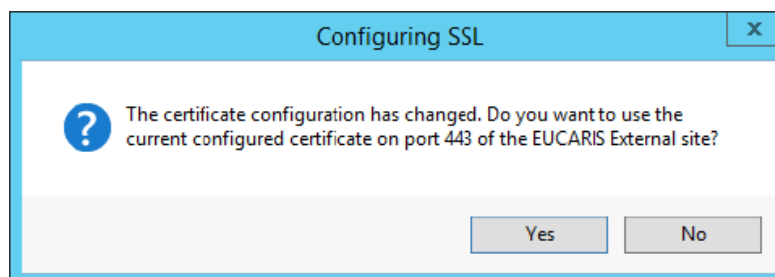 Configuring SSL
x
?
The certificate configuration has changed. Do you want to use the
current configured certificate on port 443 of the EUCARIS External site?
Yes No